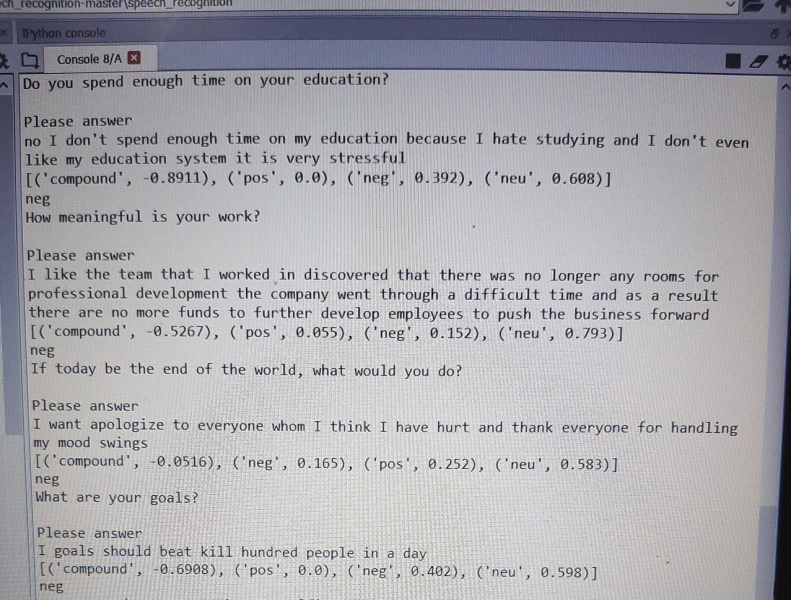 ch_recognition-master\speech_recognition
IPython console
Console 8/A
Do you spend enough time on your education?
Please answer
no I don't spend enough time on my education because I hate studying and I don't even
like my education system it is very stressful
[('compound', -0.8911), ('pos', 0.0), ('neg', 0.392), ('neu', 0.608)]
neg
How meaningful is your work?
Please answer
I like the team that I worked in discovered that there was no longer any rooms for
professional development the company went through a difficult time and as a result
there are no more funds to further develop employees to push the business forward
[('compound', -0.5267), ('pos', 0.055), ('neg', 0.152), ('neu', 0.793)]
neg
If today be the end of the world, what would you do?
Please answer
I want apologize to everyone whom I think I have hurt and thank everyone for handling
my mood swings
[('compound', -0.0516), ('neg', 0.165), ('pos', 0.252), ('neu', 0.583)]
neg
What are your goals?
Please answer
I goals should beat kill hundred people in a day
[('compound', -0.6908), ('pos', 0.0), ('neg', 0.402), ('neu', 0.598)]
neg